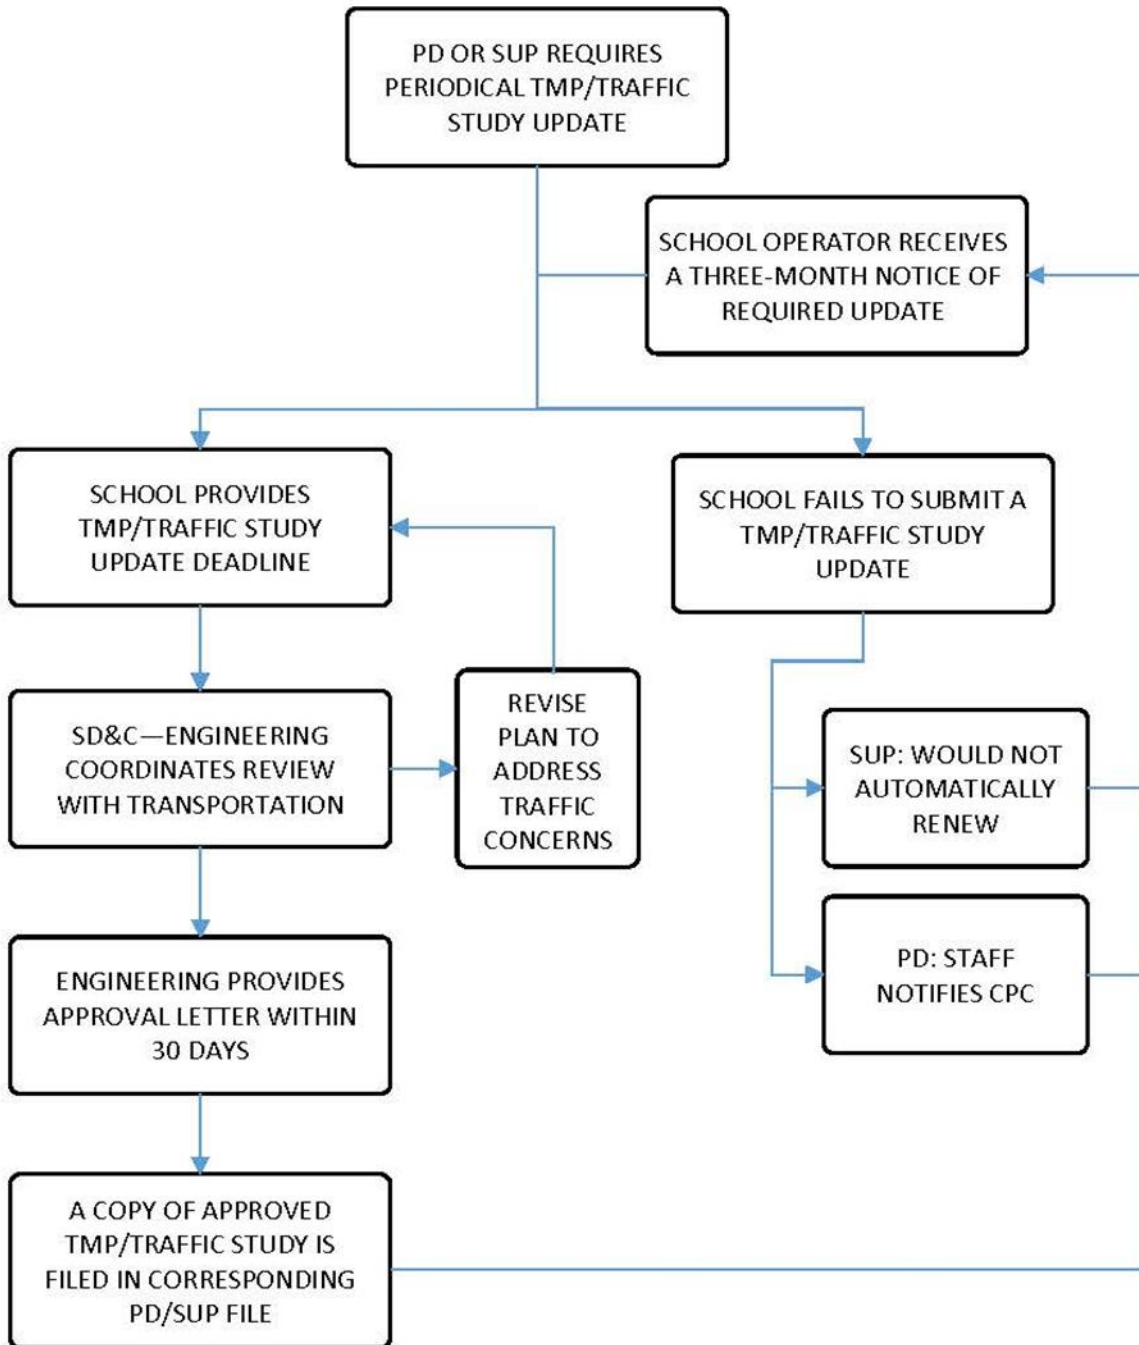 PD OR SUP REQUIRES
PERIODICAL TMP/TRAFFIC
STUDY UPDATE
SCHOOL OPERATOR RECEIVES
A THREE-MONTH NOTICE OF
REQUIRED UPDATE
SCHOOL PROVIDES
TMP/TRAFFIC STUDY
UPDATE DEADLINE
SCHOOL FAILS TO SUBMIT A
TMP/TRAFFIC STUDY
UPDATE
SD&C—ENGINEERING
COORDINATES REVIEW
WITH TRANSPORTATION
REVISE
PLAN TO
ADDRESS
TRAFFIC
CONCERNS
SUP: WOULD NOT
AUTOMATICALLY
RENEW
ENGINEERING PROVIDES
APPROVAL LETTER WITHIN
30 DAYS
PD: STAFF
NOTIFIES CPC
A COPY OF APPROVED
TMP/TRAFFIC STUDY IS
FILED IN CORRESPONDING
PD/SUP FILE